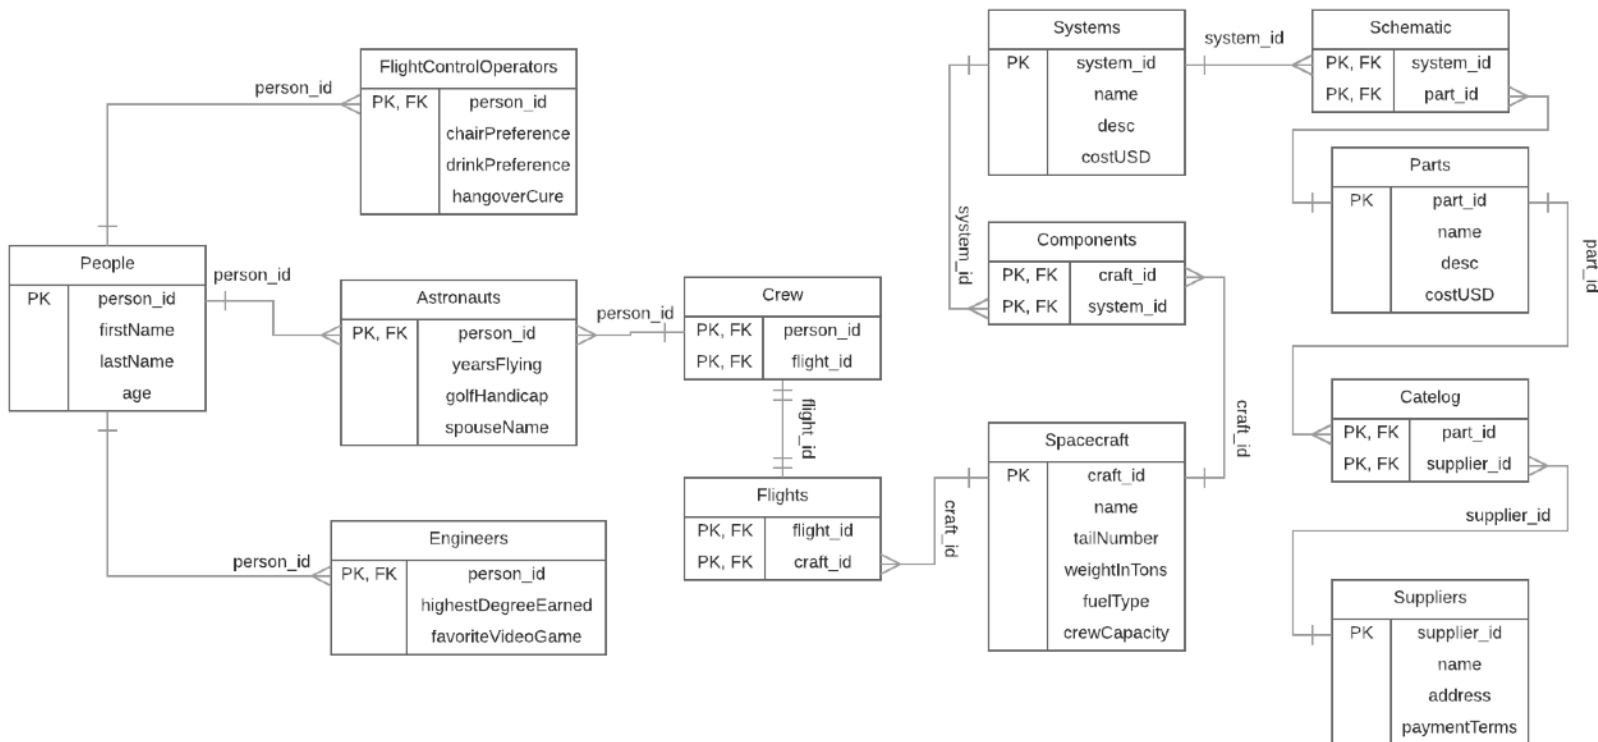 FlightControlOperators
PK, FK person_id
chairPreference
drinkPreference
hangoverCure
person_id
People
PK person_id
firstName
lastName
age
person_id
Astronauts
PK, FK person_id
yearsFlying
golfHandicap
spouseName
person_id
Engineers
PK, FK person_id
highestDegreeEarned
favoriteVideoGame
person_id
Crew
PK, FK person_id
PK, FK flight_id
flight_id
Flights
PK, FK flight_id
PK, FK craft_id
craft_id
Systems
PK system_id
name
desc
costUSD
system_id
system_id
Components
PK, FK craft_id
PK, FK system_id
craft_id
Spacecraft
PK craft_id
name
tailNumber
weightInTons
fuelType
crewCapacity
Schematic
PK, FK system_id
PK, FK part_id
Parts
PK part_id
name
desc
costUSD
part_id
Catelog
PK, FK part_id
PK, FK supplier_id
supplier_id
Suppliers
PK supplier_id
name
address
paymentTerms